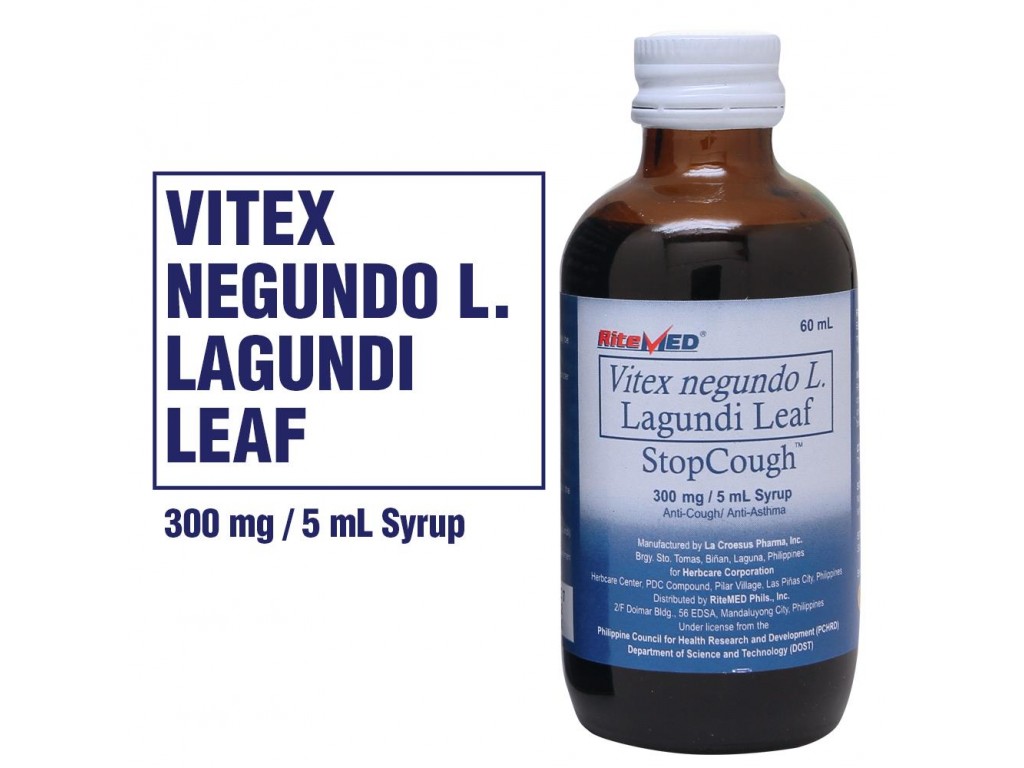 VITEX
NEGUNDO L.
LAGUNDI
LEAF
300 mg / 5 mL Syrup
RiteMED®
60 mL
Vitex negundo L.
Lagundi Leaf
StopCough™
300 mg / 5 mL Syrup
Anti-Cough/ Anti-Asthma
Manufactured by La Croesus Pharma, Inc.
Brgy. Sto. Tomas, Biñan, Laguna, Philippines
for Herbcare Corporation
Herbcare Center, PDC Compound, Pilar Village, Las Piñas City, Philippines
Distributed by RiteMED Phils., Inc.
2/F Doimar Bldg., 56 EDSA, Mandaluyong City, Philippines
Under license from the
Philippine Council for Health Research and Development (PCHRD)
Department of Science and Technology (DOST)